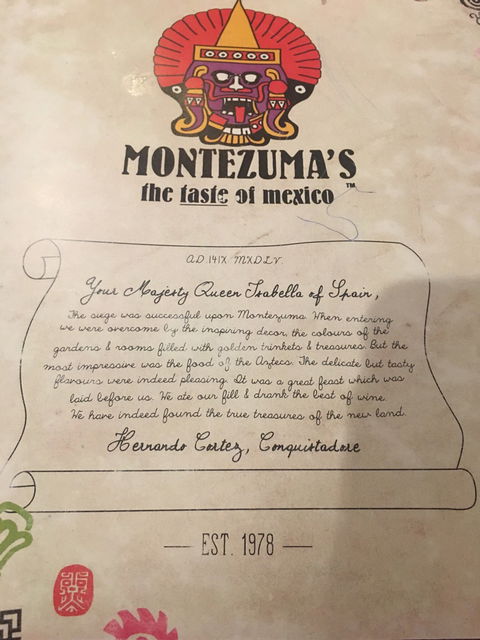 MONTEZUMA'S
the taste of mexico ™
AD 141X MXDLV.
Your Majesty Queen Isabella of Spain,
The siege was successful upon Montezuma. When entering
we were overcome by the inspiring decor, the colours of the
gardens & rooms filled with golden trinkets & treasures. But the
most impressive was the food of the Aztecs. The delicate but tasty
flavours were indeed pleasing. It was a great feast which was
laid before us. We ate our fill & drank the best of wine.
We have indeed found the true treasures of the new land.
Hernando Cortez, Conquistadore
EST. 1978